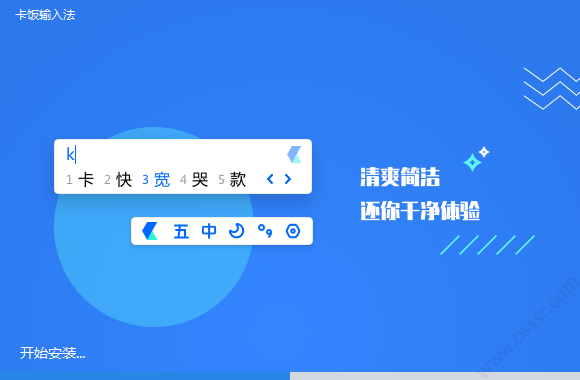 卡饭输入法
k
1 卡 2 快 3 宽 4 哭 5 款
清爽简洁
还你干净体验
五 中
开始安装...
www.osssr.com